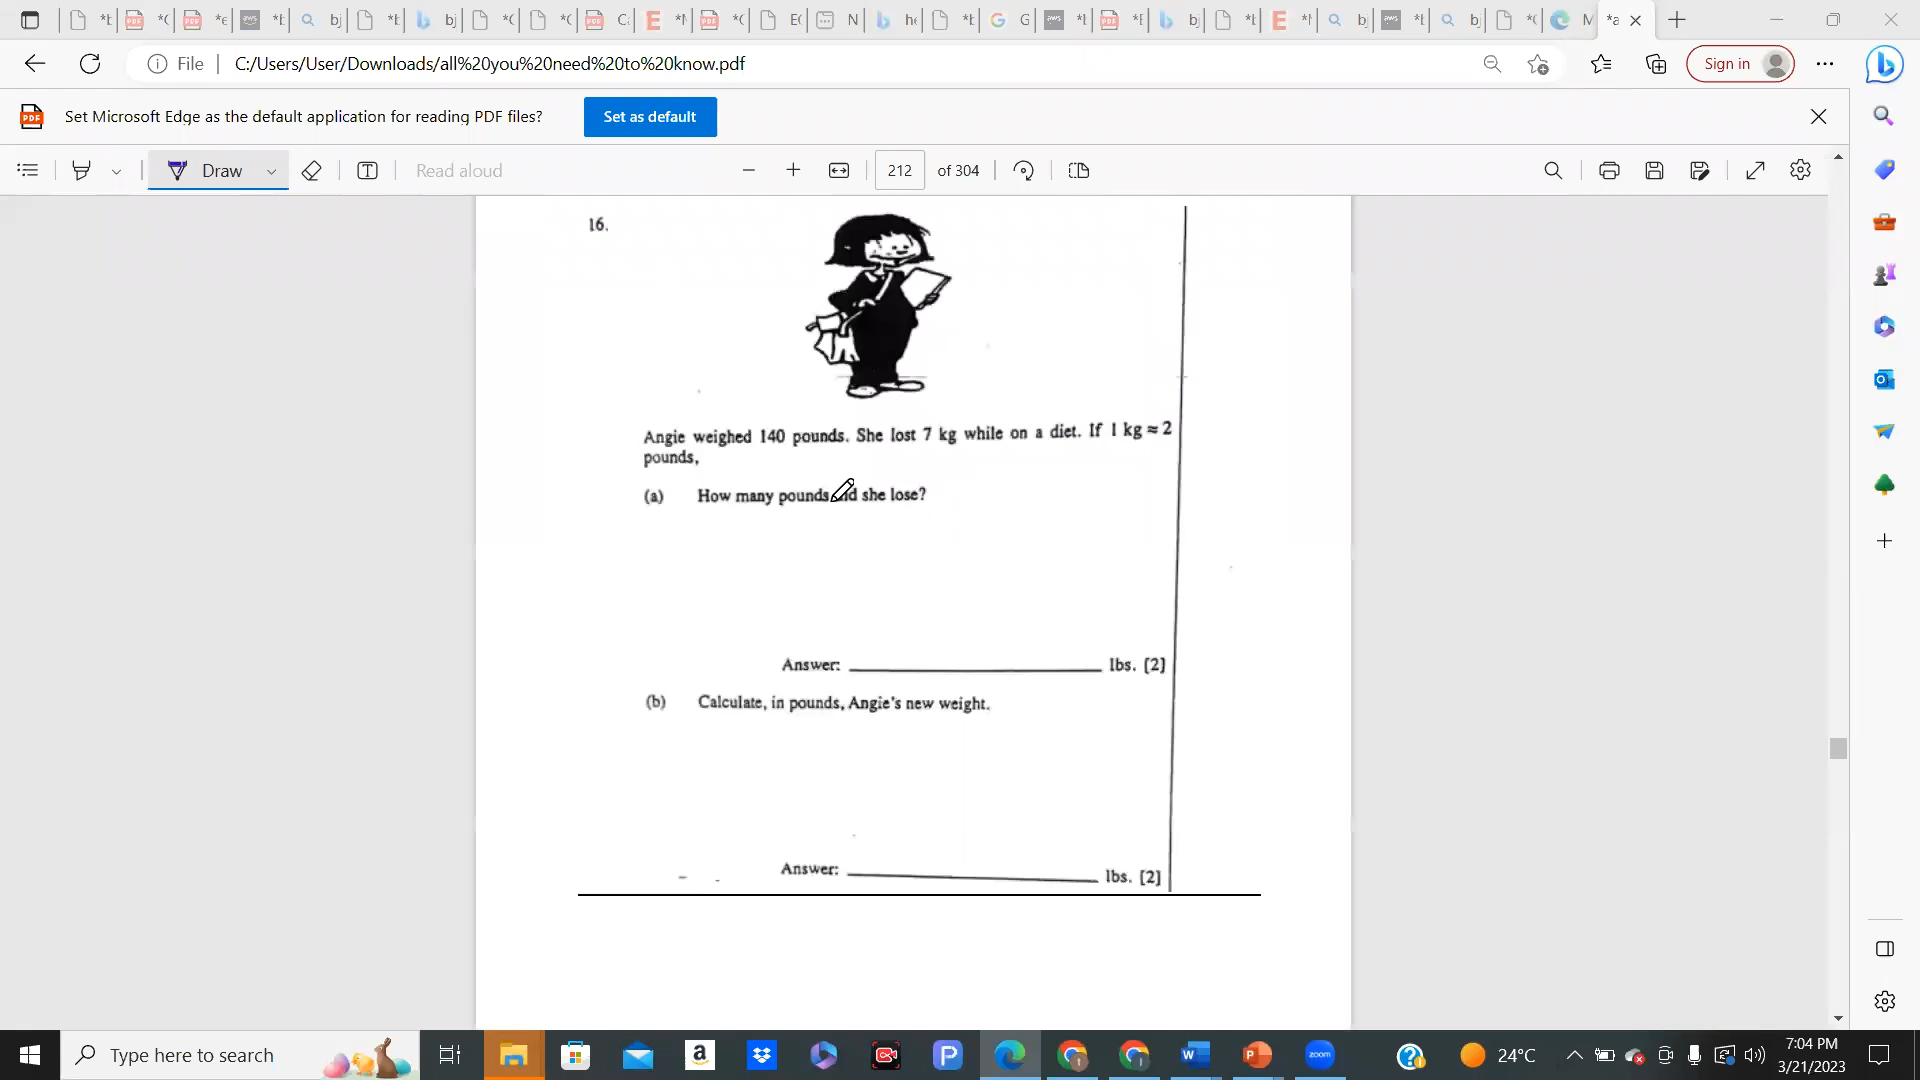 File
C:/Users/User/Downloads/all%20you%20need%20to%20know.pdf
Sign in
Set Microsoft Edge as the default application for reading PDF files?
Set as default
Draw
Read aloud
212
of 304
16.
Angie weighed 140 pounds. She lost 7 kg while on a diet. If 1 kg ≈ 2
pounds,
(a) How many pounds did she lose?
Answer: lbs. [2]
(b) Calculate, in pounds, Angie's new weight.
Answer: lbs. [2]
Type here to search
24°C
7:04 PM
3/21/2023